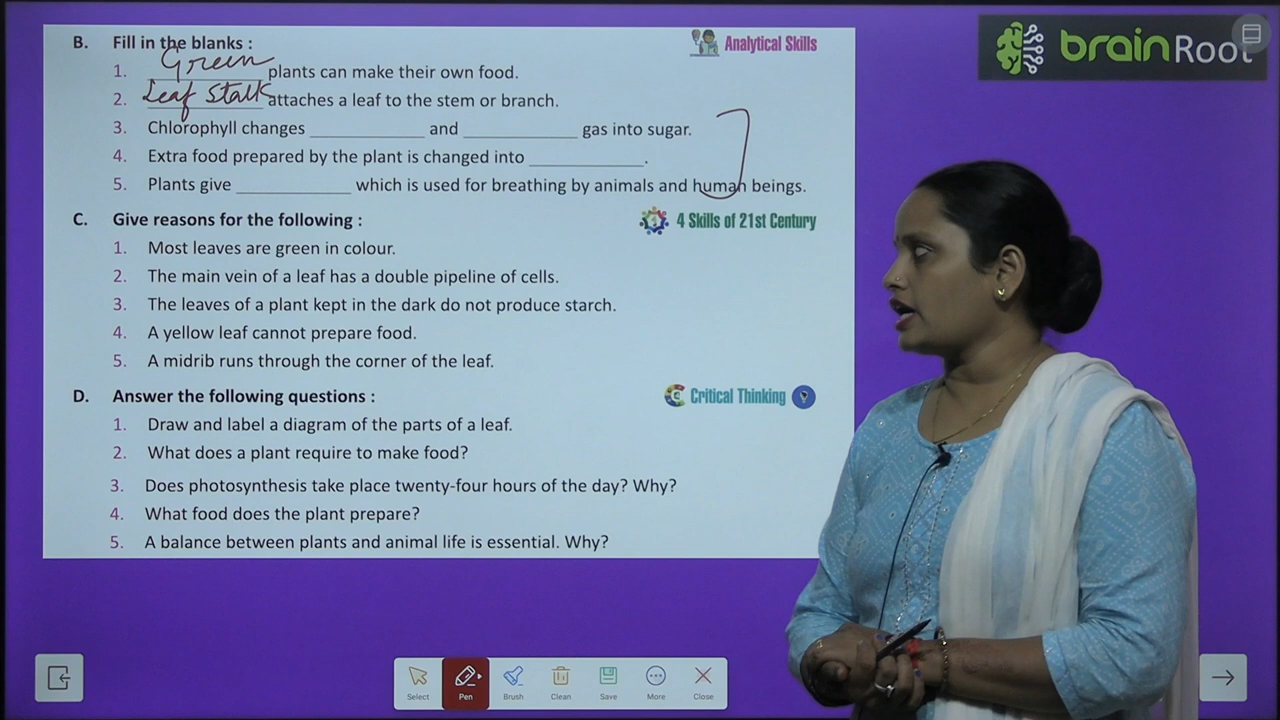 B. Fill in the blanks :
Analytical Skills
brainRoot
1. Green plants can make their own food.
2. Leaf Stalk attaches a leaf to the stem or branch.
3. Chlorophyll changes ____________ and ____________ gas into sugar.
4. Extra food prepared by the plant is changed into ____________.
5. Plants give ____________ which is used for breathing by animals and human beings.
C. Give reasons for the following :
4 Skills of 21st Century
1. Most leaves are green in colour.
2. The main vein of a leaf has a double pipeline of cells.
3. The leaves of a plant kept in the dark do not produce starch.
4. A yellow leaf cannot prepare food.
5. A midrib runs through the corner of the leaf.
D. Answer the following questions :
Critical Thinking
1. Draw and label a diagram of the parts of a leaf.
2. What does a plant require to make food?
3. Does photosynthesis take place twenty-four hours of the day? Why?
4. What food does the plant prepare?
5. A balance between plants and animal life is essential. Why?
Select Pen Brush Clean Save More Close